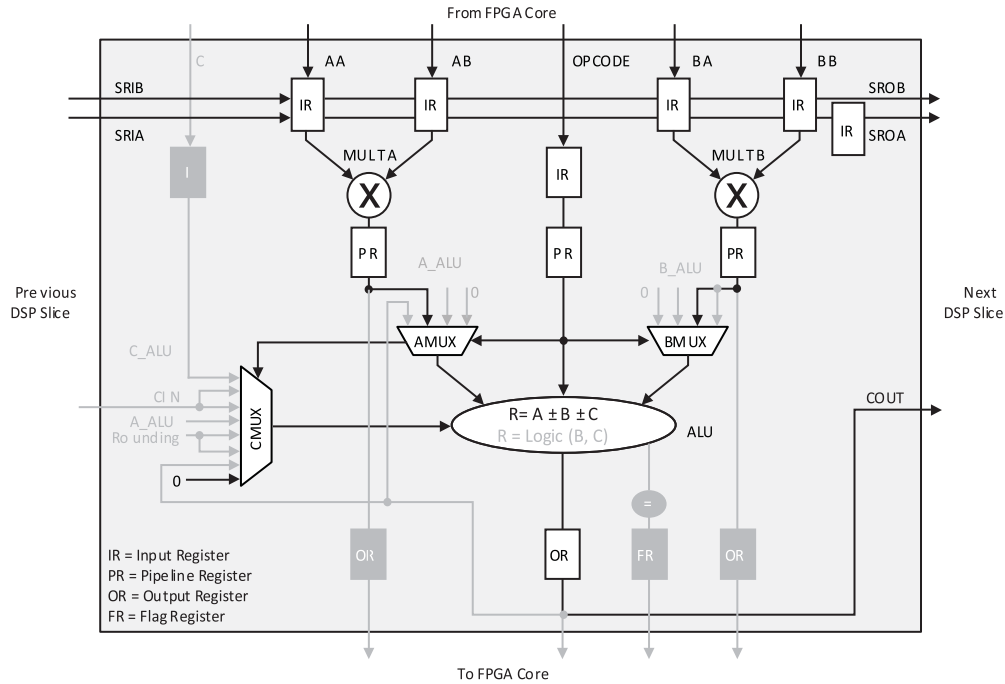 From FPGA Core
C
AA
AB
OPCODE
BA
BB
SRIB
SROB
IR
IR
IR
IR
SRIA
IR
SROA
MULTA
MULTB
I
IR
X
X
PR
PR
PR
A_ALU
B_ALU
0
0
Previous
DSP Slice
Next
DSP Slice
AMUX
BMUX
C_ALU
CIN
A_ALU
Rounding
CMUX
0
R= A ± B ± C
R = Logic (B, C)
ALU
COUT
=
OR
OR
FR
OR
IR = Input Register
PR = Pipeline Register
OR = Output Register
FR = Flag Register
To FPGA Core